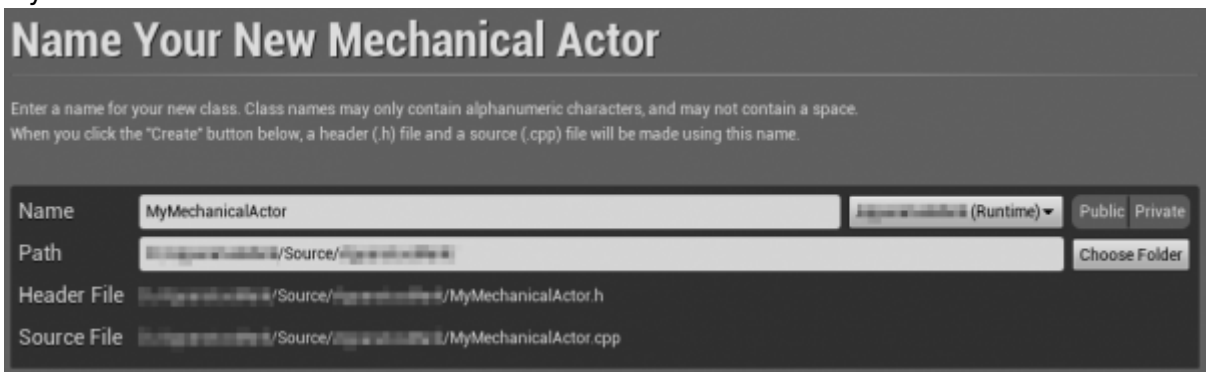 Name Your New Mechanical Actor
Enter a name for your new class. Class names may only contain alphanumeric characters, and may not contain a space.
When you click the "Create" button below, a header (.h) file and a source (.cpp) file will be made using this name.
Name MyMechanicalActor (Runtime) Public Private
Path /Source/ Choose Folder
Header File /Source/ /MyMechanicalActor.h
Source File /Source/ /MyMechanicalActor.cpp